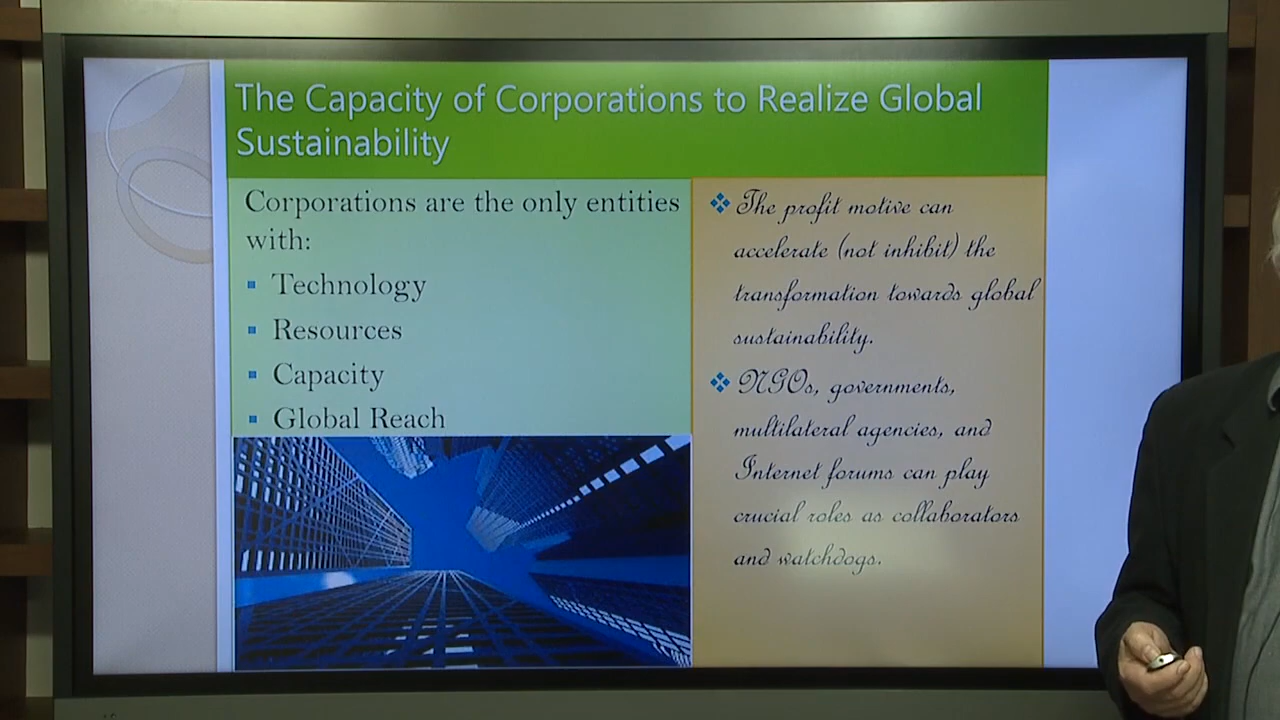 The Capacity of Corporations to Realize Global
Sustainability
Corporations are the only entities
with:
Technology
Resources
Capacity
Global Reach
The profit motive can
accelerate (not inhibit) the
transformation towards global
sustainability.
NGOs, governments,
multilateral agencies, and
Internet forums can play
crucial roles as collaborators
and watchdogs.